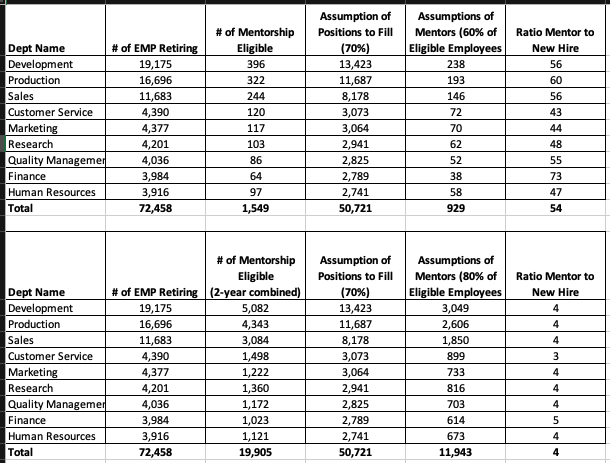 Dept Name # of EMP Retiring # of Mentorship Eligible Assumption of Positions to Fill (70%) Assumptions of Mentors (60% of Eligible Employees Ratio Mentor to New Hire
Development 19,175 396 13,423 238 56
Production 16,696 322 11,687 193 60
Sales 11,683 244 8,178 146 56
Customer Service 4,390 120 3,073 72 43
Marketing 4,377 117 3,064 70 44
Research 4,201 103 2,941 62 48
Quality Managemer 4,036 86 2,825 52 55
Finance 3,984 64 2,789 38 73
Human Resources 3,916 97 2,741 58 47
Total 72,458 1,549 50,721 929 54
Dept Name # of EMP Retiring # of Mentorship Eligible (2-year combined) Assumption of Positions to Fill (70%) Assumptions of Mentors (80% of Eligible Employees Ratio Mentor to New Hire
Development 19,175 5,082 13,423 3,049 4
Production 16,696 4,343 11,687 2,606 4
Sales 11,683 3,084 8,178 1,850 4
Customer Service 4,390 1,498 3,073 899 3
Marketing 4,377 1,222 3,064 733 4
Research 4,201 1,360 2,941 816 4
Quality Managemer 4,036 1,172 2,825 703 4
Finance 3,984 1,023 2,789 614 5
Human Resources 3,916 1,121 2,741 673 4
Total 72,458 19,905 50,721 11,943 4